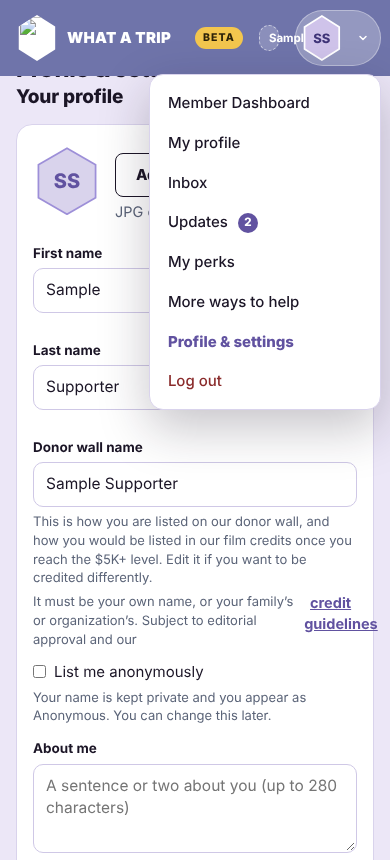 WHAT A TRIP
BETA
Sampl
SS
Your profile
Member Dashboard
My profile
Inbox
Updates 2
My perks
More ways to help
Profile & settings
Log out
SS
JPG
First name
Sample
Last name
Supporter
Donor wall name
Sample Supporter
This is how you are listed on our donor wall, and
how you would be listed in our film credits once you
reach the $5K+ level. Edit it if you want to be
credited differently.
It must be your own name, or your family’s
or organization’s. Subject to editorial
approval and our
credit
guidelines
List me anonymously
Your name is kept private and you appear as
Anonymous. You can change this later.
About me
A sentence or two about you (up to 280
characters)